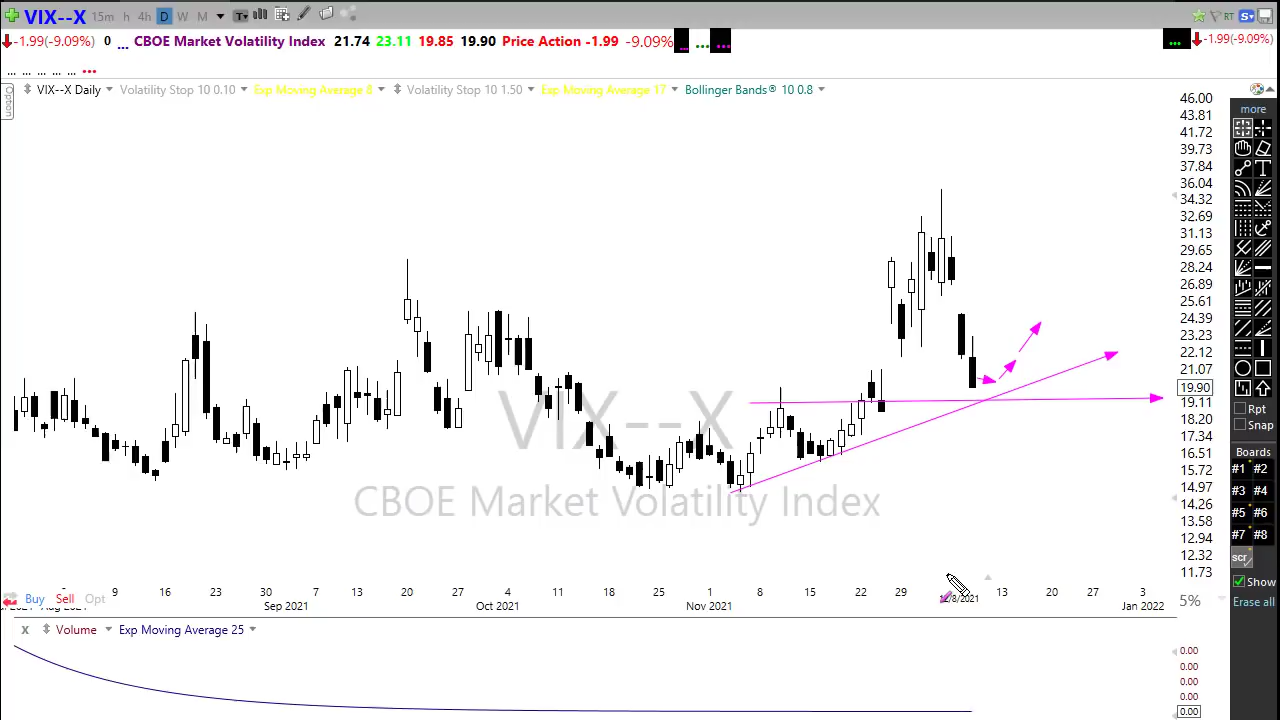 VIX--X 15m h 4h D W M T RT S
-1.99(-9.09%) 0 ... CBOE Market Volatility Index 21.74 23.11 19.85 19.90 Price Action -1.99 -9.09% ... ... ... ... -1.99(-9.09%)
... ... ... ... ... ...
Option
VIX--X Daily Volatility Stop 10 0.10 Exp Moving Average 8 Volatility Stop 10 1.50 Exp Moving Average 17 Bollinger Bands® 10 0.8
46.00
43.81
41.72
39.73
37.84
36.04
34.32
32.69
31.13
29.65
28.24
26.89
25.61
24.39
23.23
22.12
21.07
19.90
19.11
18.20
17.34
16.51
15.72
14.97
14.26
13.58
12.94
12.32
11.73
more
T
Rpt
Snap
Boards
#1 #2
#3 #4
#5 #6
#7 #8
scr
Show
Erase all
VIX--X
CBOE Market Volatility Index
9 16 23 30 7 13 20 27 4 11 18 25 1 8 15 22 29 13 20 27 3
Sep 2021 Oct 2021 Nov 2021 Jan 2022
Buy Sell Opt
5%
X Volume Exp Moving Average 25
0.00
0.00
0.00
0.00
0.00